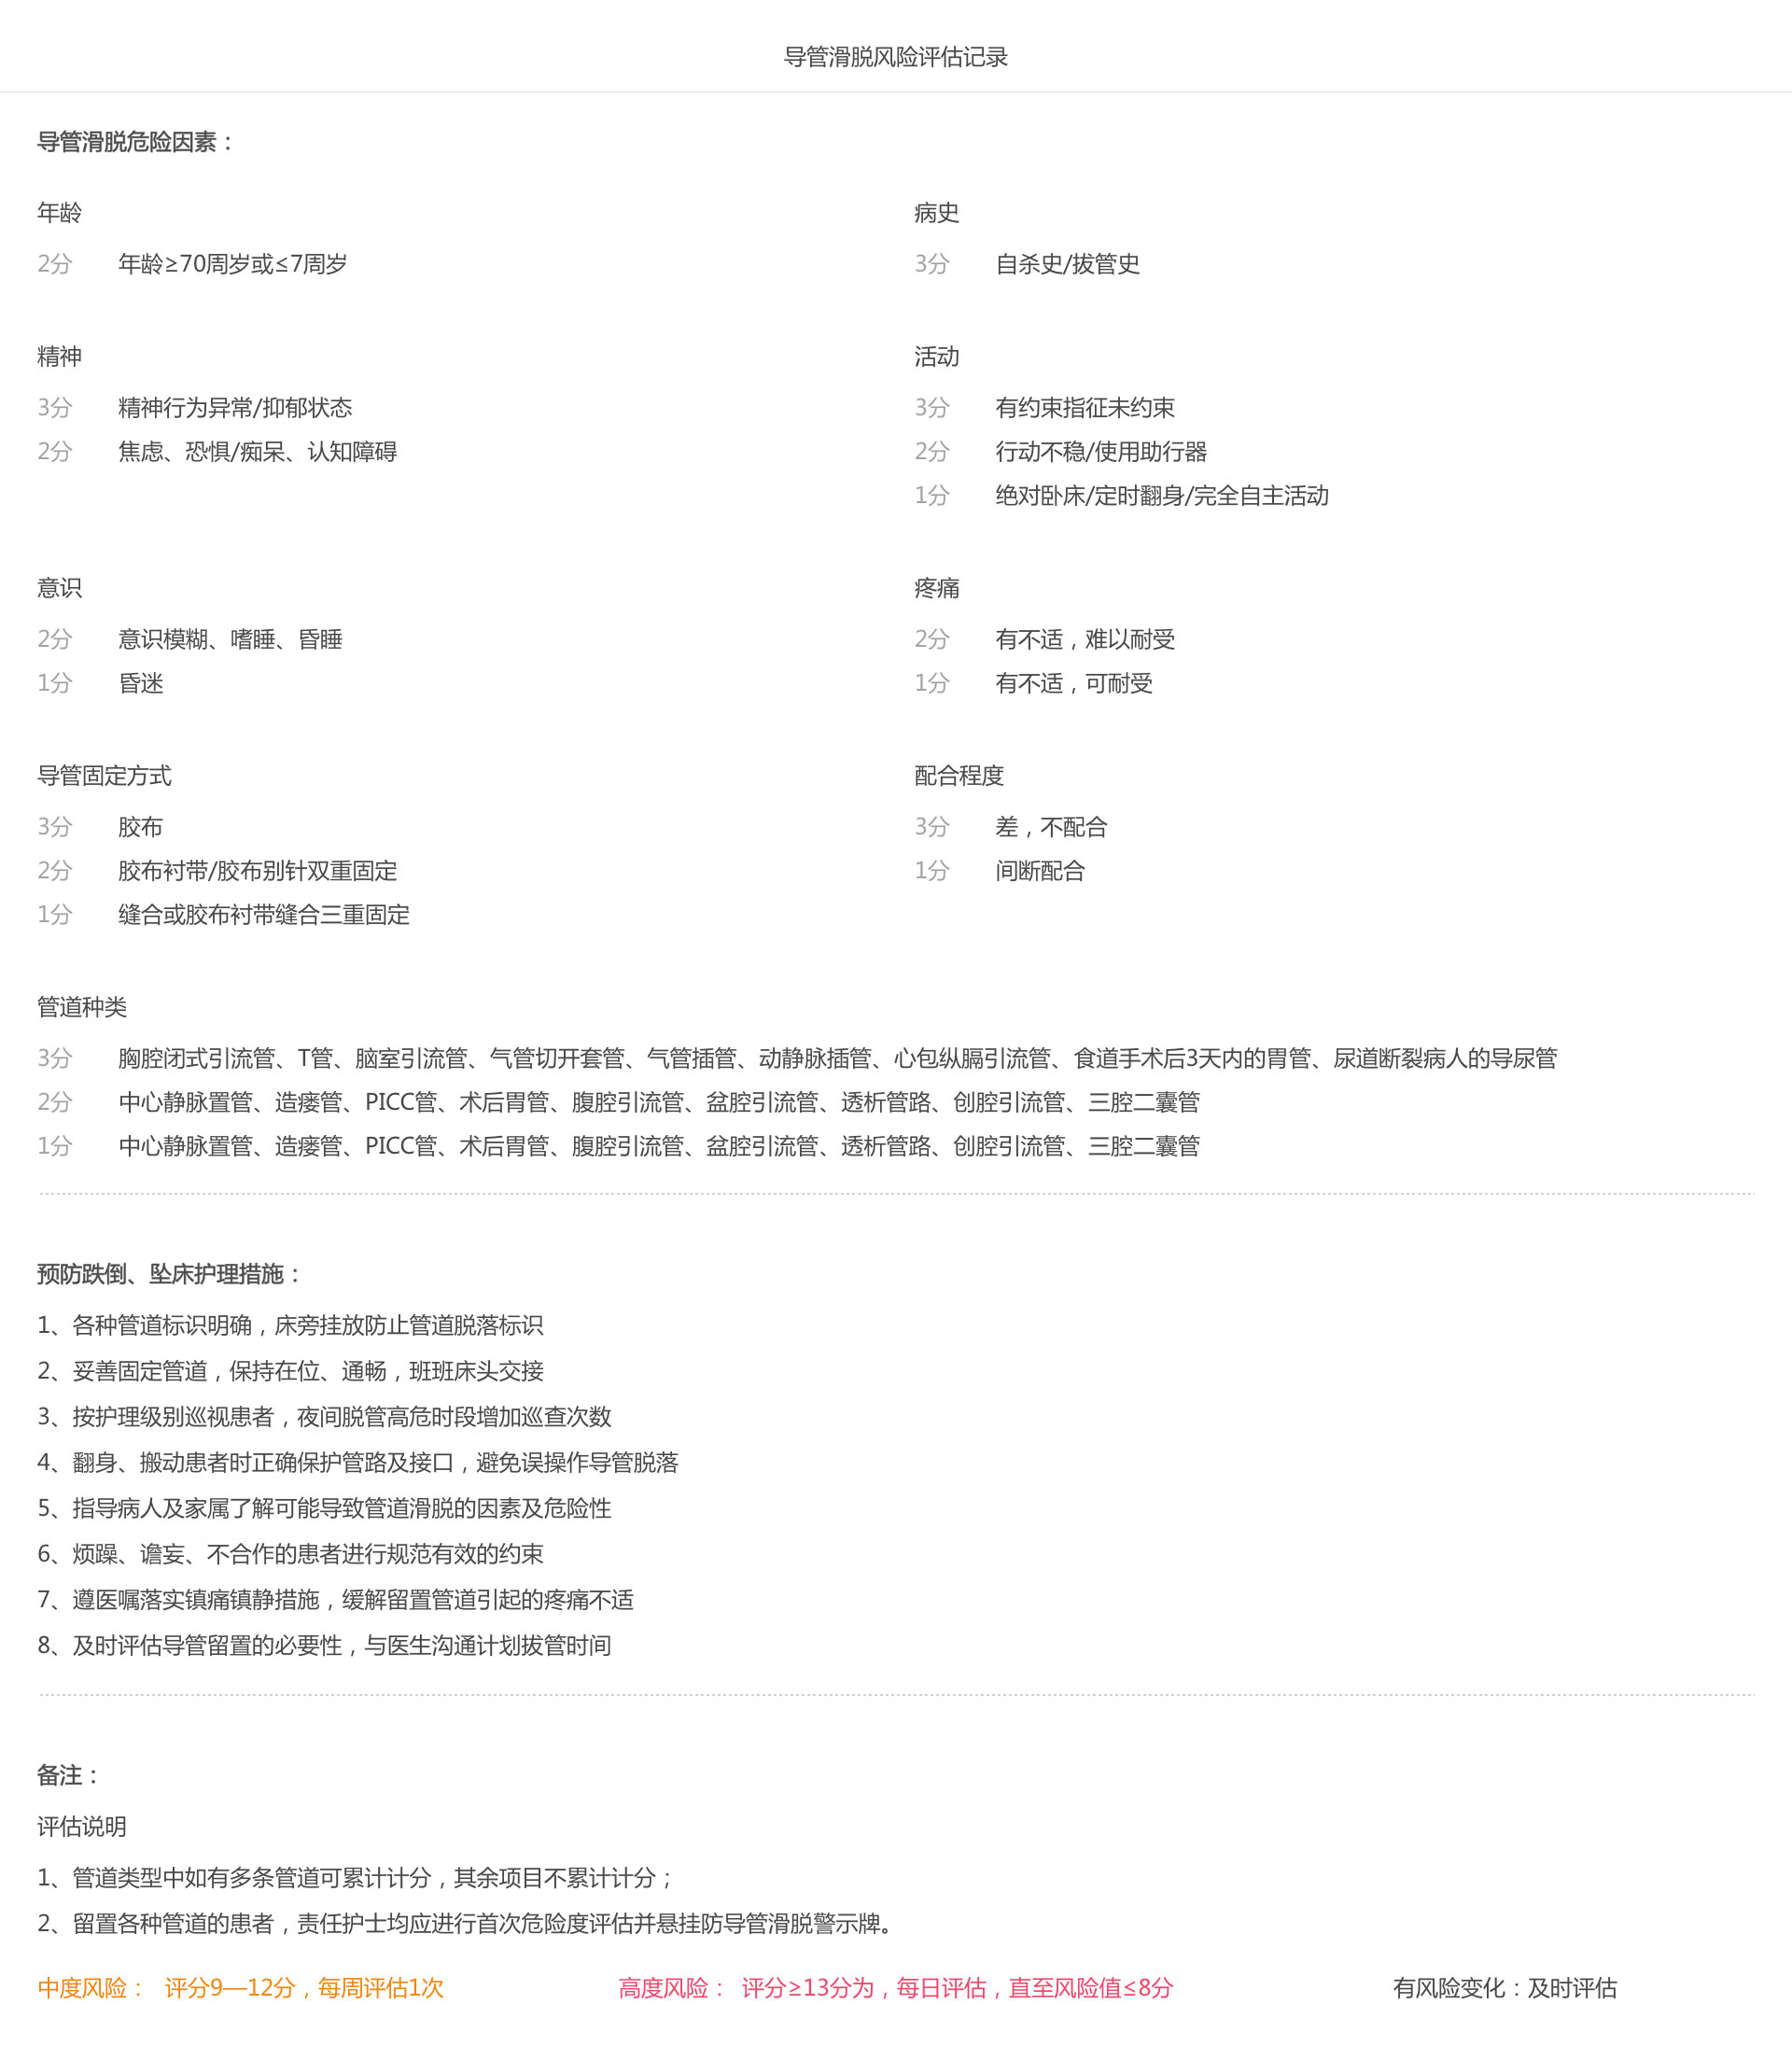 导管滑脱风险评估记录
导管滑脱危险因素：
年龄
2分 年龄≥70周岁或≤7周岁
病史
3分 自杀史/拔管史
精神
3分 精神行为异常/抑郁状态
2分 焦虑、恐惧/痴呆、认知障碍
活动
3分 有约束指征未约束
2分 行动不稳/使用助行器
1分 绝对卧床/定时翻身/完全自主活动
意识
2分 意识模糊、嗜睡、昏睡
1分 昏迷
疼痛
2分 有不适，难以耐受
1分 有不适，可耐受
导管固定方式
3分 胶布
2分 胶布衬带/胶布别针双重固定
1分 缝合或胶布衬带缝合三重固定
配合程度
3分 差，不配合
1分 间断配合
管道种类
3分 胸腔闭式引流管、T管、脑室引流管、气管切开套管、气管插管、动静脉插管、心包纵膈引流管、食道手术后3天内的胃管、尿道断裂病人的导尿管
2分 中心静脉置管、造瘘管、PICC管、术后胃管、腹腔引流管、盆腔引流管、透析管路、创腔引流管、三腔二囊管
1分 中心静脉置管、造瘘管、PICC管、术后胃管、腹腔引流管、盆腔引流管、透析管路、创腔引流管、三腔二囊管
预防跌倒、坠床护理措施：
1、各种管道标识明确，床旁挂放防止管道脱落标识
2、妥善固定管道，保持在位、通畅，班班床头交接
3、按护理级别巡视患者，夜间脱管高危时段增加巡查次数
4、翻身、搬动患者时正确保护管路及接口，避免误操作导管脱落
5、指导病人及家属了解可能导致管道滑脱的因素及危险性
6、烦躁、谵妄、不合作的患者进行规范有效的约束
7、遵医嘱落实镇痛镇静措施，缓解留置管道引起的疼痛不适
8、及时评估导管留置的必要性，与医生沟通计划拔管时间
备注：
评估说明
1、管道类型中如有多条管道可累计计分，其余项目不累计计分；
2、留置各种管道的患者，责任护士均应进行首次危险度评估并悬挂防导管滑脱警示牌。
中度风险： 评分9—12分，每周评估1次 高度风险： 评分≥13分为，每日评估，直至风险值≤8分 有风险变化：及时评估